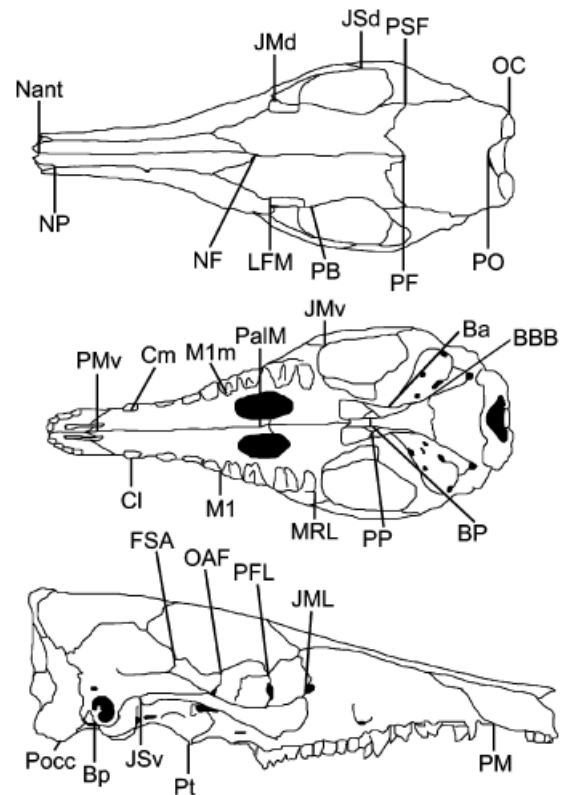 JSd PSF
JMd
OC
Nant
NP
NF LFM PB PF PO
JMv
PalM Ba
M1m BBB
Cm
PMv
Cl
M1
MRL PP BP
FSA
OAF
PFL
JML
Pocc Bp JSv Pt PM